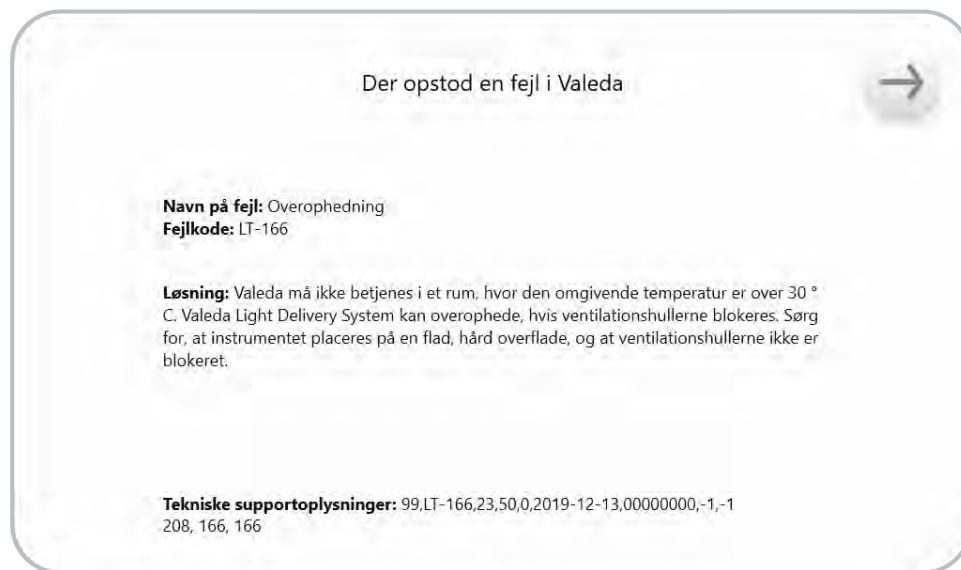 Der opstod en fejl i Valeda
Navn på fejl: Overophedning
Fejlkode: LT-166
Løsning: Valeda må ikke betjenes i et rum, hvor den omgivende temperatur er over 30 °
C. Valeda Light Delivery System kan overophede, hvis ventilationshullerne blokeres. Sørg
for, at instrumentet placeres på en flad, hård overflade, og at ventilationshullerne ikke er
blokeret.
Tekniske supportoplysninger: 99,LT-166,23,50,0,2019-12-13,00000000,-1,-1
208, 166, 166